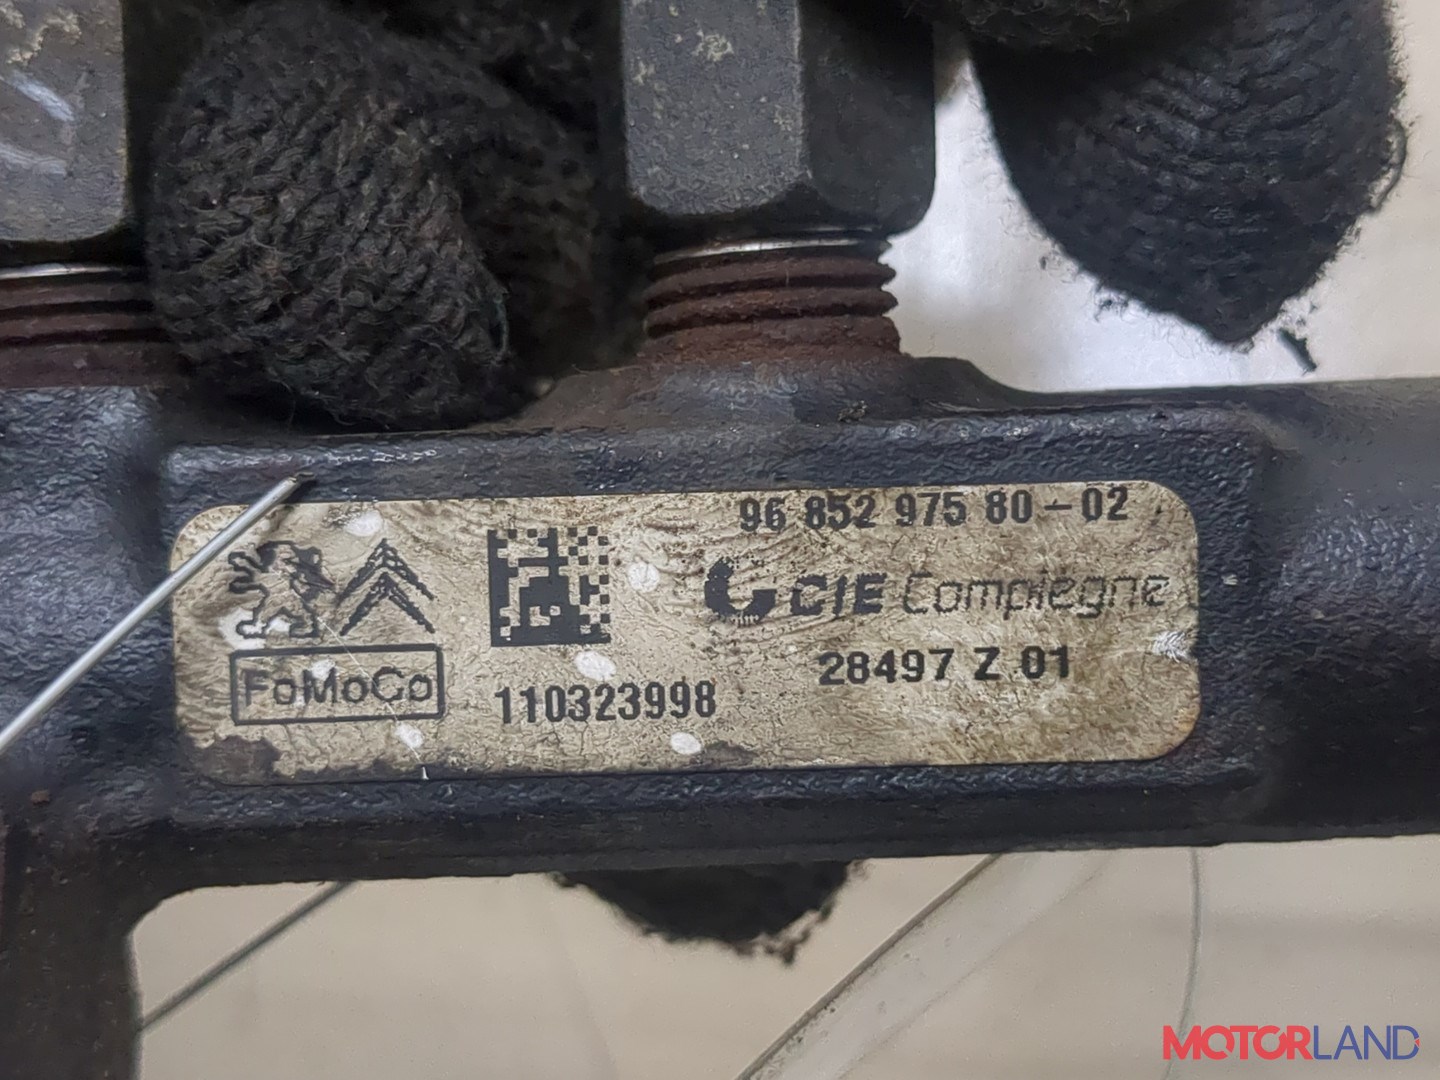 96 852 975 80-02
CIE Compiegne
28497 Z 01
FoMoCo
110323998
MOTORLAND